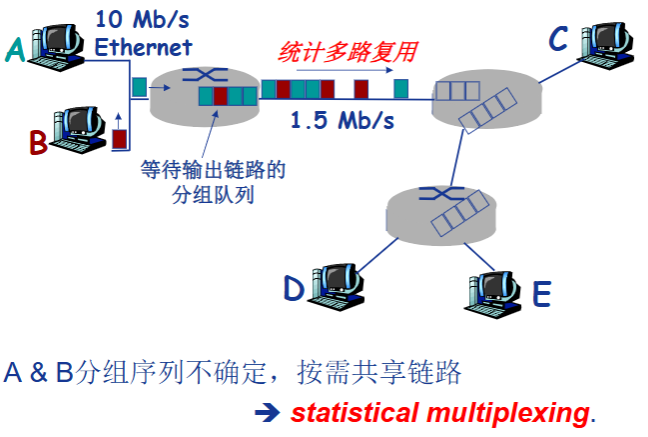 10 Mb/s
Ethernet
A
B
统计多路复用
C
1.5 Mb/s
等待输出链路的
分组队列
D
E
A & B分组序列不确定，按需共享链路
➔ statistical multiplexing.